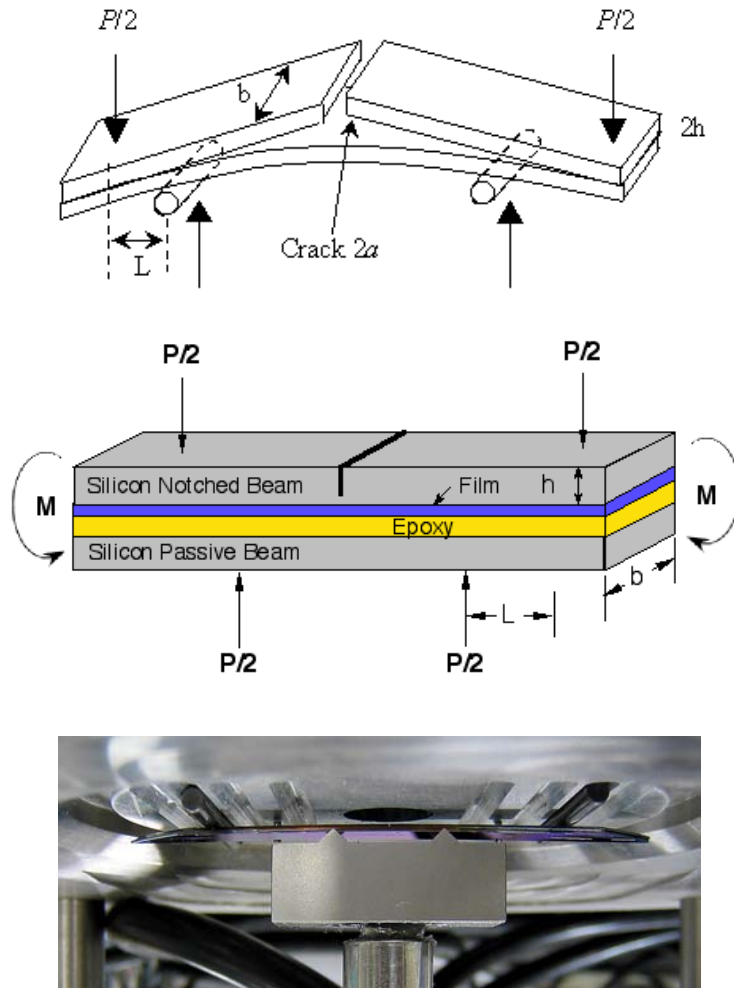 P/2 P/2
b
2h
Crack 2a
L
P/2 P/2
Silicon Notched Beam Film h
M M
Epoxy
Silicon Passive Beam
b
L
P/2 P/2